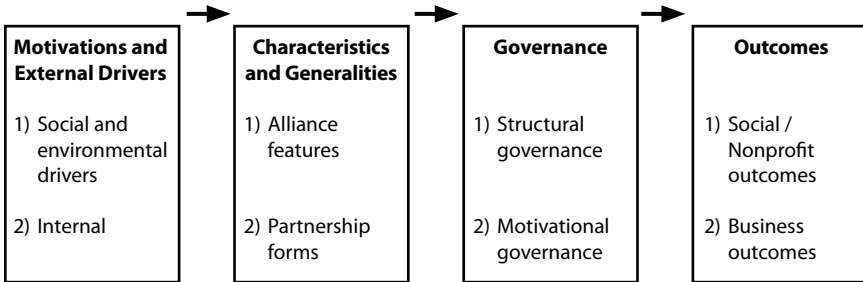 Motivations and
External Drivers
1) Social and
environmental
drivers
2) Internal
Characteristics
and Generalities
1) Alliance
features
2) Partnership
forms
Governance
1) Structural
governance
2) Motivational
governance
Outcomes
1) Social /
Nonprofit
outcomes
2) Business
outcomes